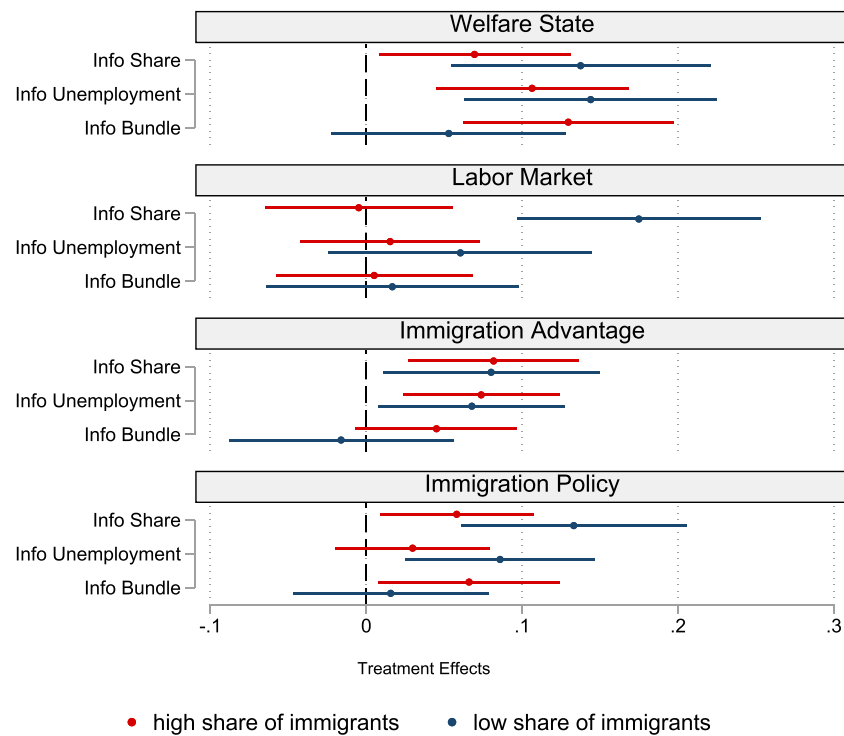 Welfare State
Info Share
Info Unemployment
Info Bundle
Labor Market
Info Share
Info Unemployment
Info Bundle
Immigration Advantage
Info Share
Info Unemployment
Info Bundle
Immigration Policy
Info Share
Info Unemployment
Info Bundle
-.1 0 .1 .2 .3
Treatment Effects
high share of immigrants low share of immigrants